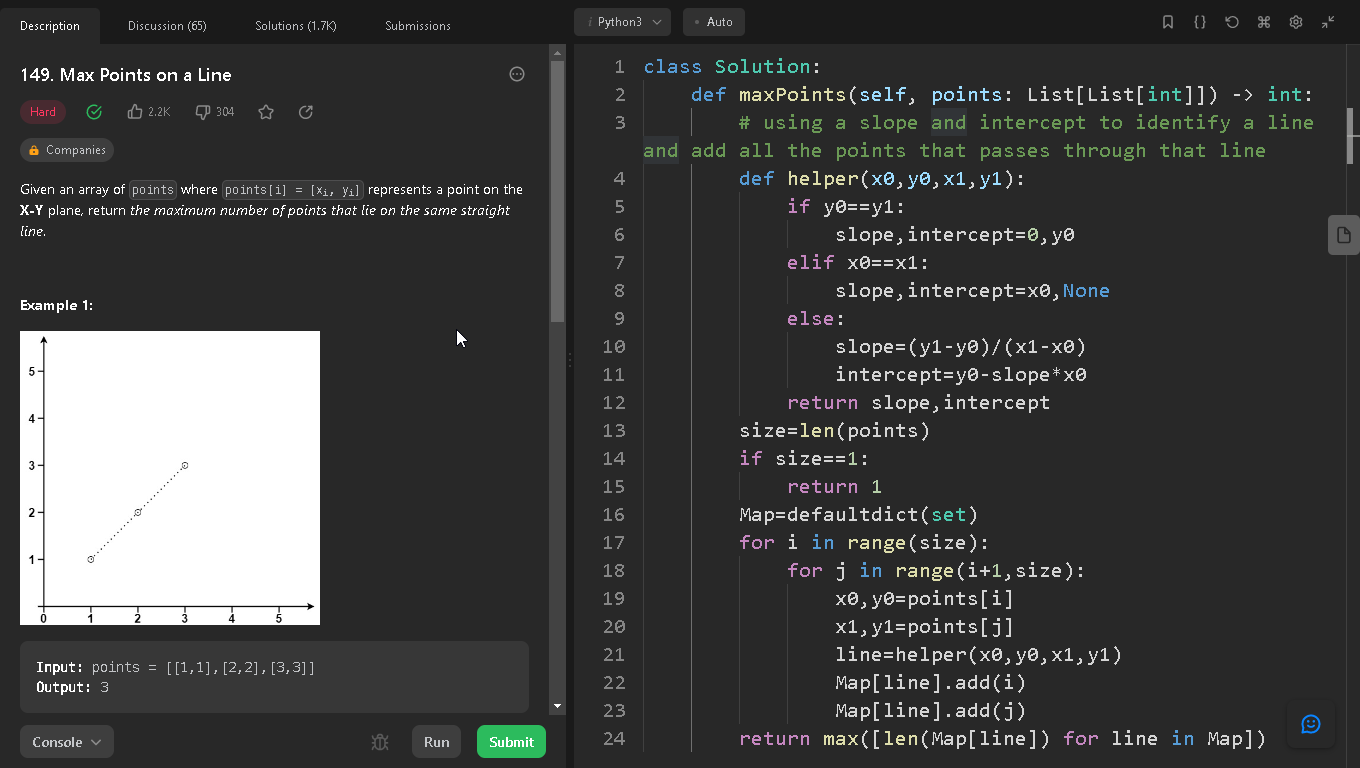 Description
Discussion (65)
Solutions (1.7K)
Submissions
149. Max Points on a Line
Hard
2.2K
304
Companies
Given an array of points where points[i] = [xi, yi] represents a point on the
X-Y plane, return the maximum number of points that lie on the same straight
line.
Example 1:
5
4
3
2
1
0 1 2 3 4 5
Input: points = [[1,1],[2,2],[3,3]]
Output: 3
Console
Run
Submit
i Python3
Auto
1 class Solution:
2 def maxPoints(self, points: List[List[int]]) -> int:
3 # using a slope and intercept to identify a line
and add all the points that passes through that line
4 def helper(x0,y0,x1,y1):
5 if y0==y1:
6 slope,intercept=0,y0
7 elif x0==x1:
8 slope,intercept=x0,None
9 else:
10 slope=(y1-y0)/(x1-x0)
11 intercept=y0-slope*x0
12 return slope,intercept
13 size=len(points)
14 if size==1:
15 return 1
16 Map=defaultdict(set)
17 for i in range(size):
18 for j in range(i+1,size):
19 x0,y0=points[i]
20 x1,y1=points[j]
21 line=helper(x0,y0,x1,y1)
22 Map[line].add(i)
23 Map[line].add(j)
24 return max([len(Map[line]) for line in Map])